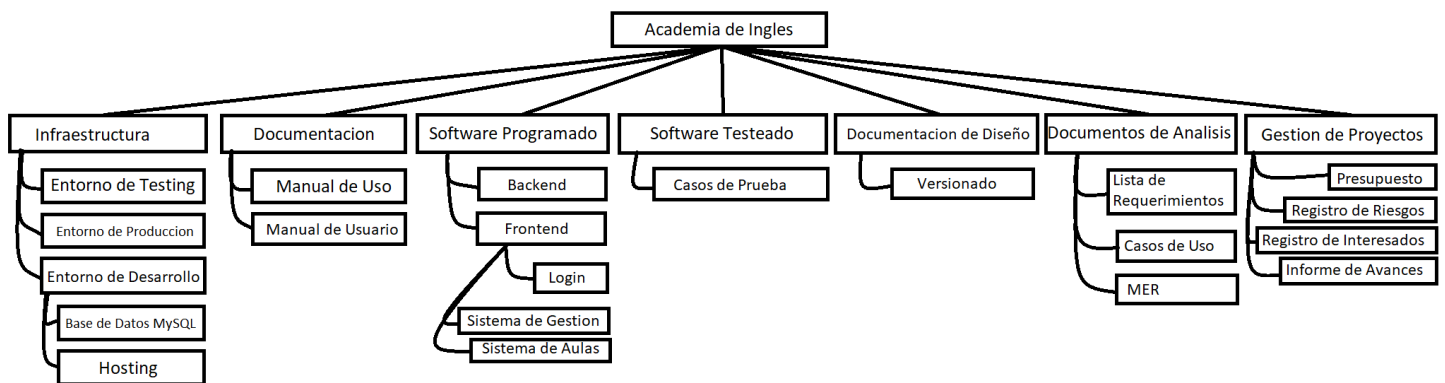 Academia de Ingles
Infraestructura
Entorno de Testing
Entorno de Produccion
Entorno de Desarrollo
Base de Datos MySQL
Hosting
Documentacion
Manual de Uso
Manual de Usuario
Software Programado
Backend
Frontend
Login
Sistema de Gestion
Sistema de Aulas
Software Testeado
Casos de Prueba
Documentacion de Diseño
Versionado
Documentos de Analisis
Lista de
Requerimientos
Casos de Uso
MER
Gestion de Proyectos
Presupuesto
Registro de Riesgos
Registro de Interesados
Informe de Avances